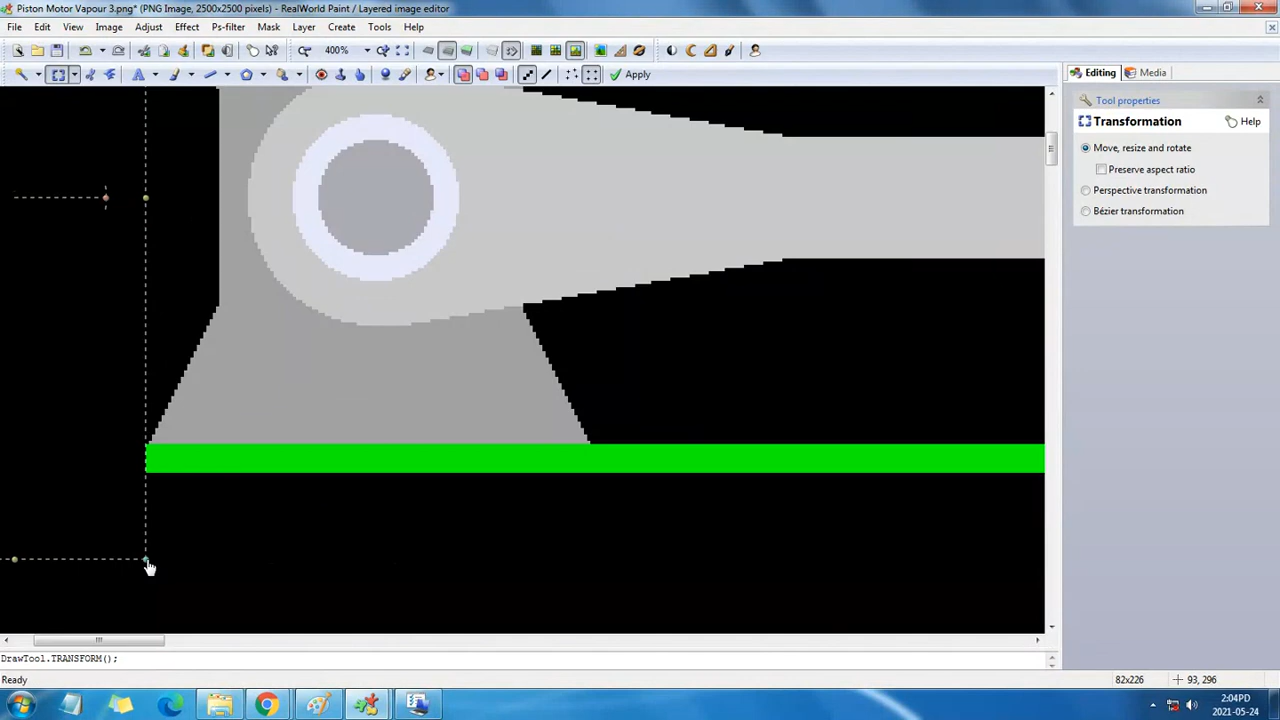 Piston Motor Vapour 3.png* (PNG Image, 2500x2500 pixels) - RealWorld Paint / Layered image editor
File Edit View Image Adjust Effect Ps-filter Mask Layer Create Tools Help
400%
Apply
Editing Media
Tool properties
Transformation Help
Move, resize and rotate
Preserve aspect ratio
Perspective transformation
Bézier transformation
DrawTool.TRANSFORM();
Ready 82x226 93, 296
2:04PD
2021-05-24